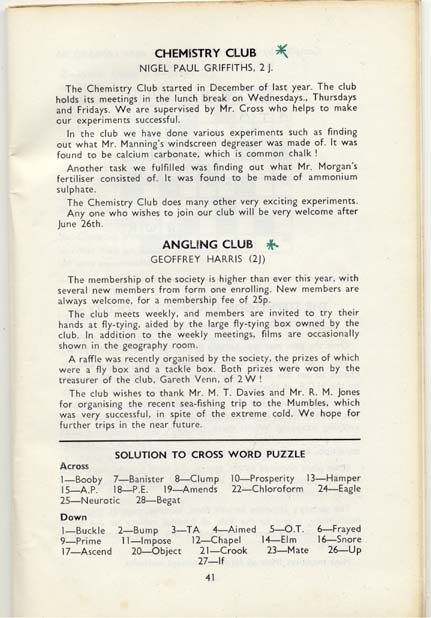 CHEMISTRY CLUB
NIGEL PAUL GRIFFITHS, 2 J.
The Chemistry Club started in December of last year. The club
holds its meetings in the lunch break on Wednesdays., Thursdays
and Fridays. We are supervised by Mr. Cross who helps to make
our experiments successful.
In the club we have done various experiments such as finding
out what Mr. Manning's windscreen degreaser was made of. It was
found to be calcium carbonate, which is common chalk !
Another task we fulfilled was finding out what Mr. Morgan's
fertiliser consisted of. It was found to be made of ammonium
sulphate.
The Chemistry Club does many other very exciting experiments.
Any one who wishes to join our club will be very welcome after
June 26th.
ANGLING CLUB
GEOFFREY HARRIS (2J)
The membership of the society is higher than ever this year, with
several new members from form one enrolling. New members are
always welcome, for a membership fee of 25p.
The club meets weekly, and members are invited to try their
hands at fly-tying, aided by the large fly-tying box owned by the
club. In addition to the weekly meetings, films are occasionally
shown in the geography room.
A raffle was recently organised by the society, the prizes of which
were a fly box and a tackle box. Both prizes were won by the
treasurer of the club, Gareth Venn, of 2 W !
The club wishes to thank Mr. M. T. Davies and Mr. R. M. Jones
for organising the recent sea-fishing trip to the Mumbles, which
was very successful, in spite of the extreme cold. We hope for
further trips in the near future.
SOLUTION TO CROSS WORD PUZZLE
Across
1—Booby 7—Banister 8—Clump 10—Prosperity 13—Hamper
15—A.P. 18—P.E. 19—Amends 22—Chloroform 24—Eagle
25—Neurotic 28—Begat
Down
1—Buckle 2—Bump 3—TA 4—Aimed 5—O.T. 6—Frayed
9—Prime 11—Impose 12—Chapel 14—Elm 16—Snore
17—Ascend 20—Object 21—Crook 23—Mate 26—Up
27—If
41